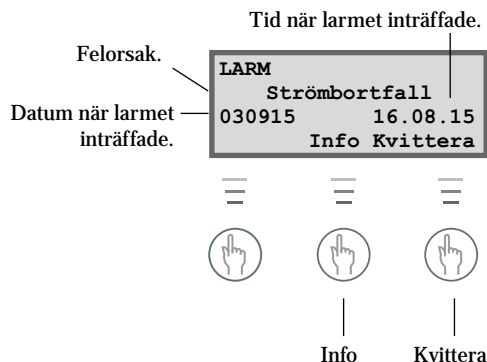 Tid när larmet inträffade.
Felorsak.
LARM
Strömbortfall
Datum när larmet
inträffade.
030915 16.08.15
Info Kvittera
Info Kvittera